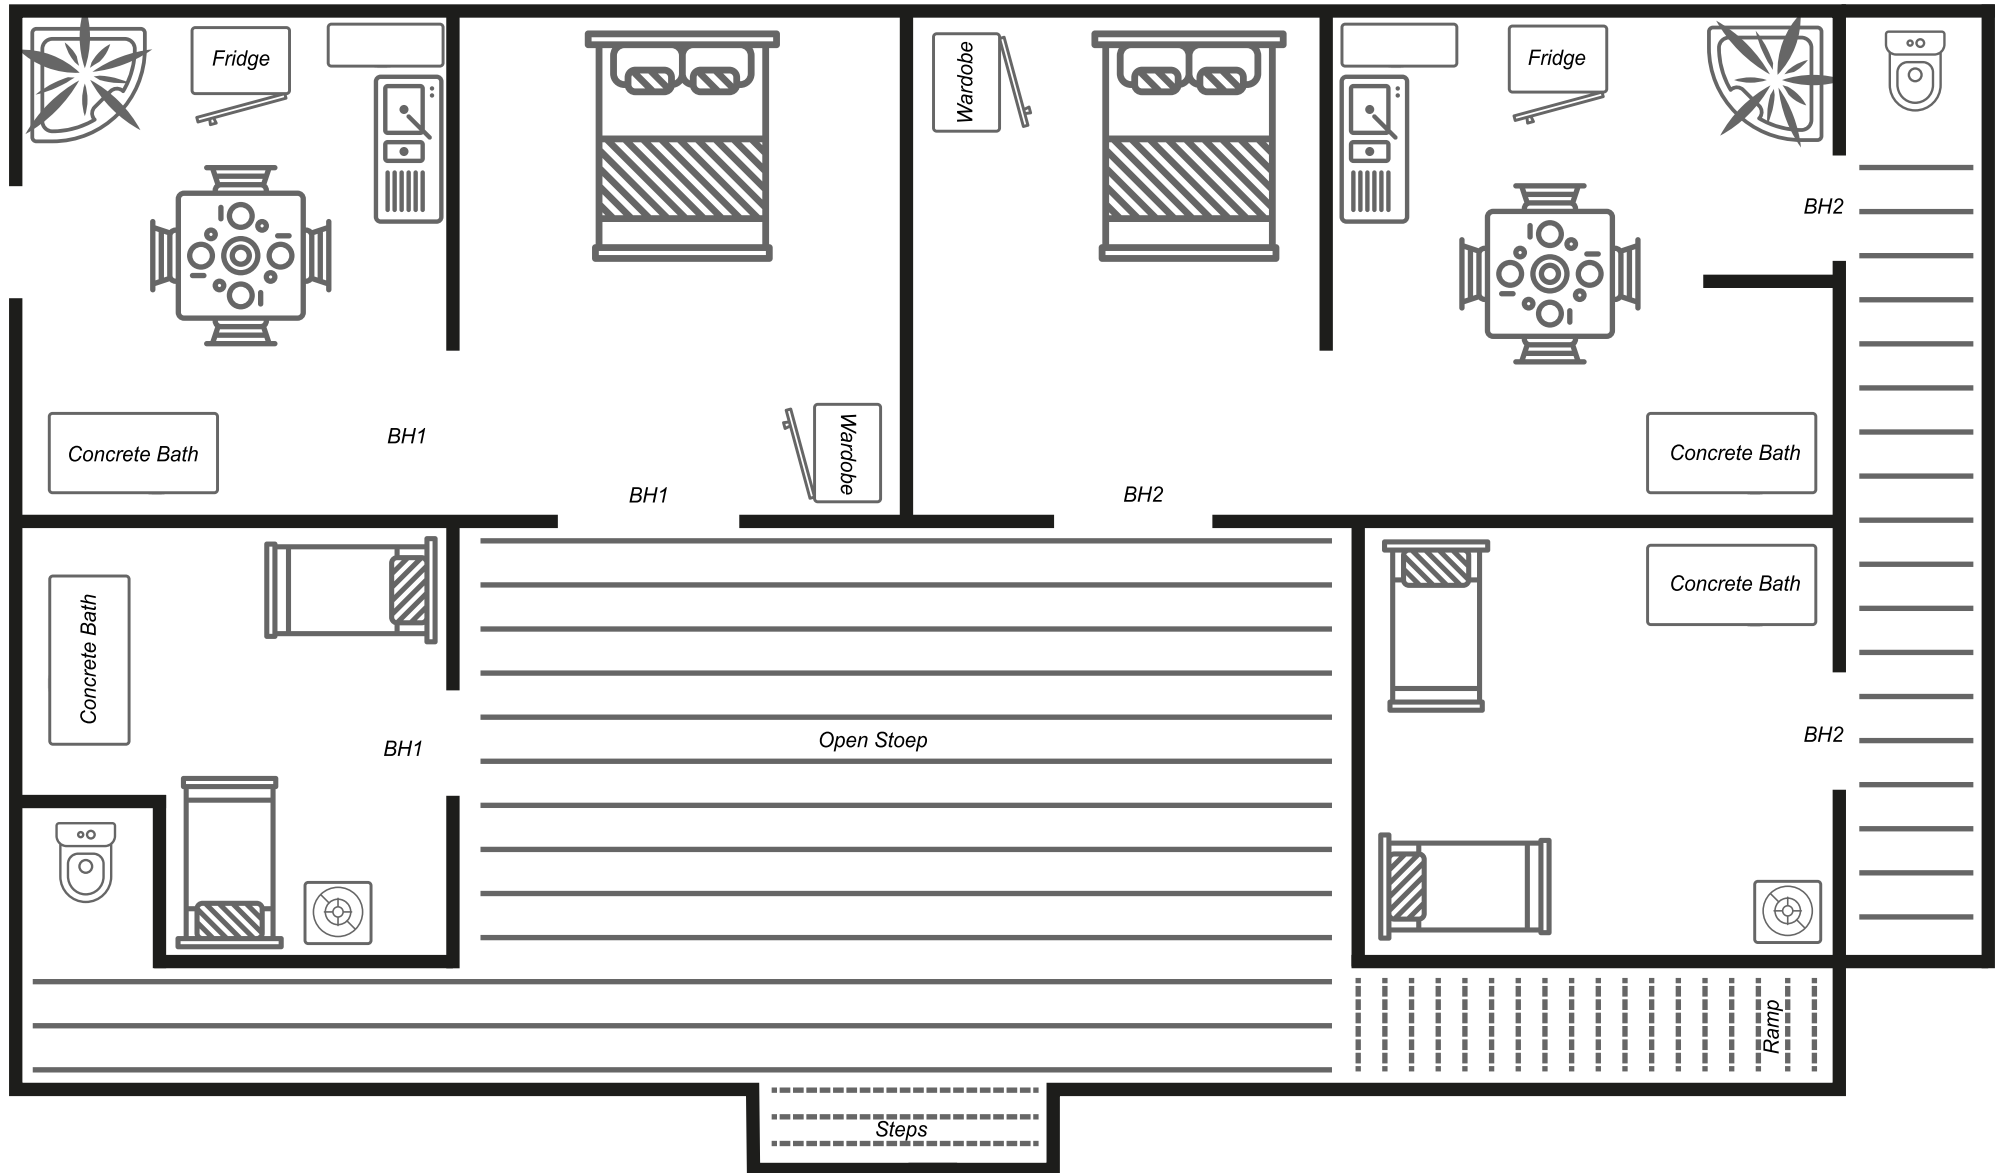 Fridge
Wardobe
Fridge
BH2
BH1
Concrete Bath
BH1
Wardobe
BH2
Concrete Bath
Concrete Bath
BH1
Open Stoep
Concrete Bath
BH2
Ramp
Steps